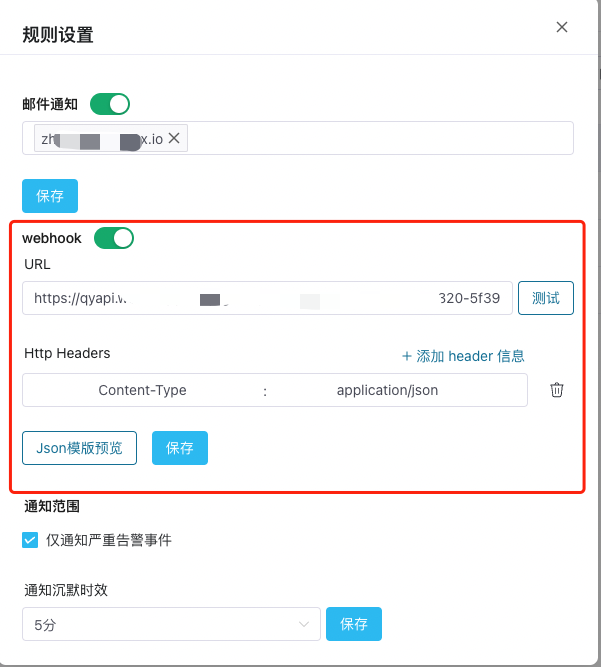 规则设置
邮件通知
zh x.io
保存
webhook
URL
https://qyapi. 320-5f39 测试
Http Headers + 添加 header 信息
Content-Type : application/json
Json模版预览 保存
通知范围
仅通知严重告警事件
通知沉默时效
5分 保存